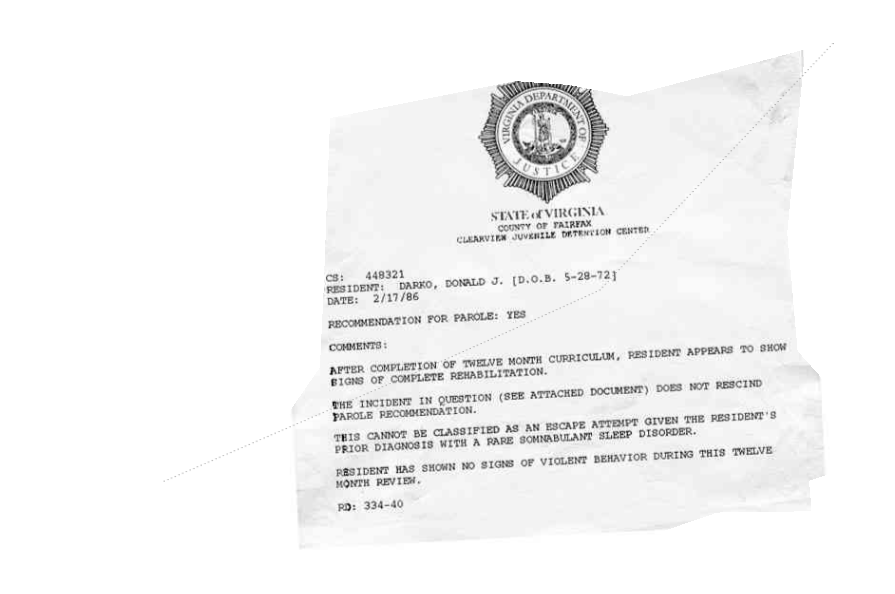 VIRGINIA DEPARTMENT OF
JUSTICE
STATE of VIRGINIA
COUNTY OF FAIRFAX
CLEARVIEW JUVENILE DETENTION CENTER
CS: 448321
RESIDENT: DARKO, DONALD J. [D.O.B. 5-28-72]
DATE: 2/17/86
RECOMMENDATION FOR PAROLE: YES
COMMENTS:
AFTER COMPLETION OF TWELVE MONTH CURRICULUM, RESIDENT APPEARS TO SHOW
SIGNS OF COMPLETE REHABILITATION.
THE INCIDENT IN QUESTION (SEE ATTACHED DOCUMENT) DOES NOT RESCIND
PAROLE RECOMMENDATION.
THIS CANNOT BE CLASSIFIED AS AN ESCAPE ATTEMPT GIVEN THE RESIDENT'S
PRIOR DIAGNOSIS WITH A RARE SOMNABULANT SLEEP DISORDER.
RESIDENT HAS SHOWN NO SIGNS OF VIOLENT BEHAVIOR DURING THIS TWELVE
MONTH REVIEW.
RD: 334-40